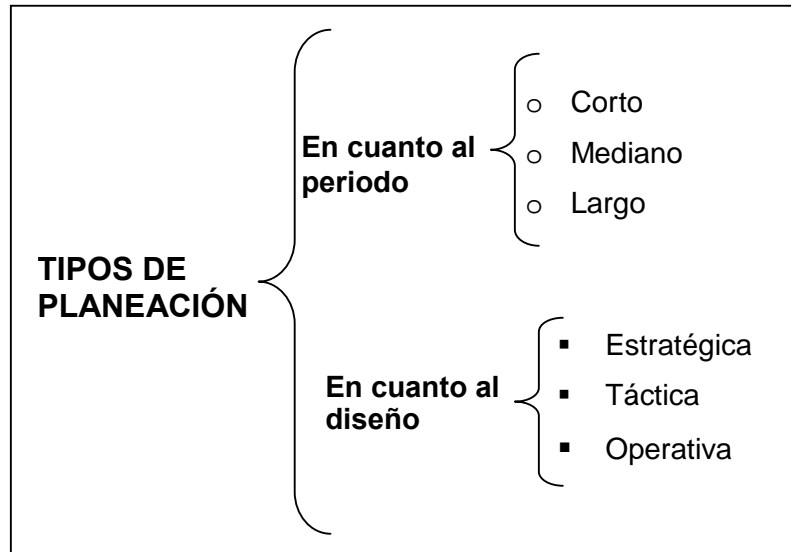 TIPOS DE
PLANEACIÓN
En cuanto al
periodo
o Corto
o Mediano
o Largo
En cuanto al
diseño
▪ Estratégica
▪ Táctica
▪ Operativa